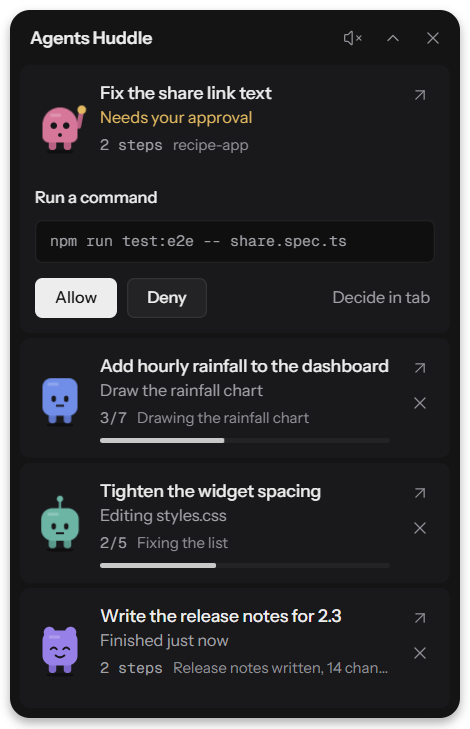 Agents Huddle
Fix the share link text
Needs your approval
2 steps recipe-app
Run a command
npm run test:e2e -- share.spec.ts
Allow Deny Decide in tab
Add hourly rainfall to the dashboard
Draw the rainfall chart
3/7 Drawing the rainfall chart
Tighten the widget spacing
Editing styles.css
2/5 Fixing the list
Write the release notes for 2.3
Finished just now
2 steps Release notes written, 14 chan...